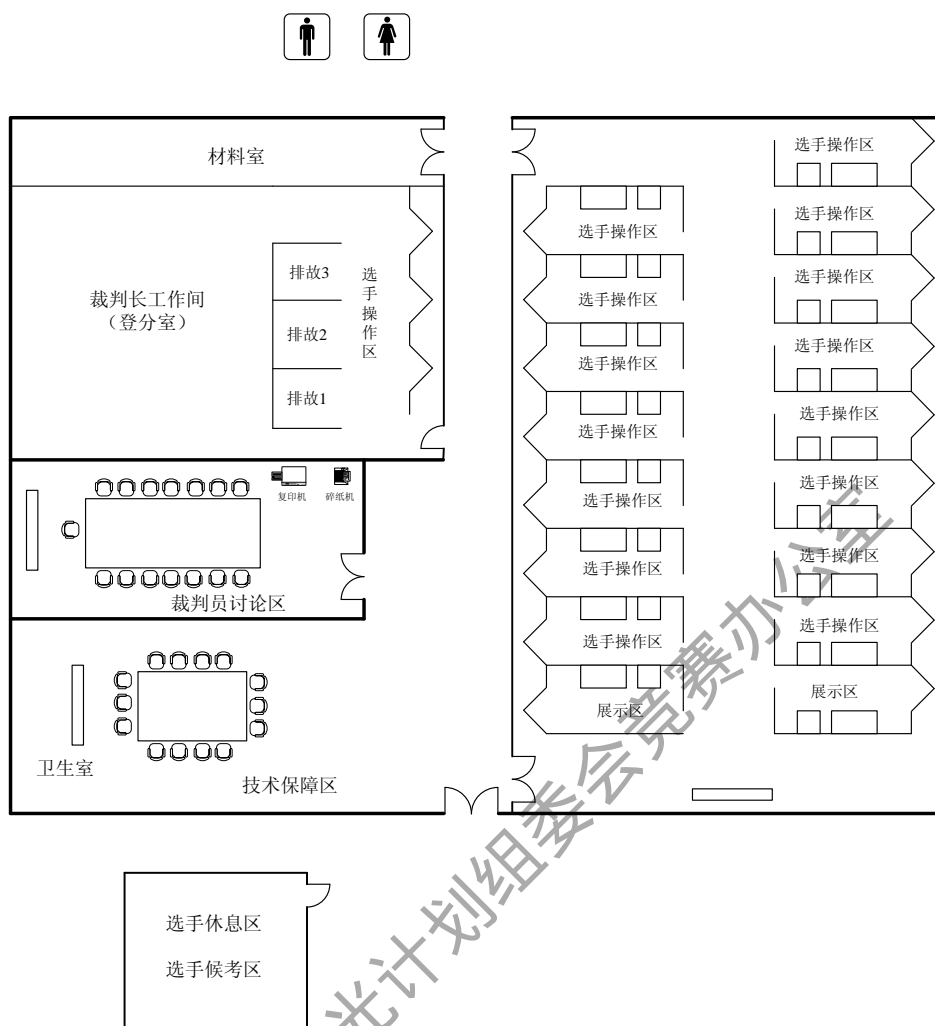 材料室
裁判长工作间
（登分室）
排故3
排故2
排故1
选
手
操
作
区
复印机
碎纸机
裁判员讨论区
卫生室
技术保障区
选手休息区
选手候考区
选手操作区
选手操作区
选手操作区
选手操作区
选手操作区
选手操作区
选手操作区
展示区
选手操作区
选手操作区
选手操作区
选手操作区
选手操作区
选手操作区
选手操作区
选手操作区
展示区
光计划组委会竞赛办公室